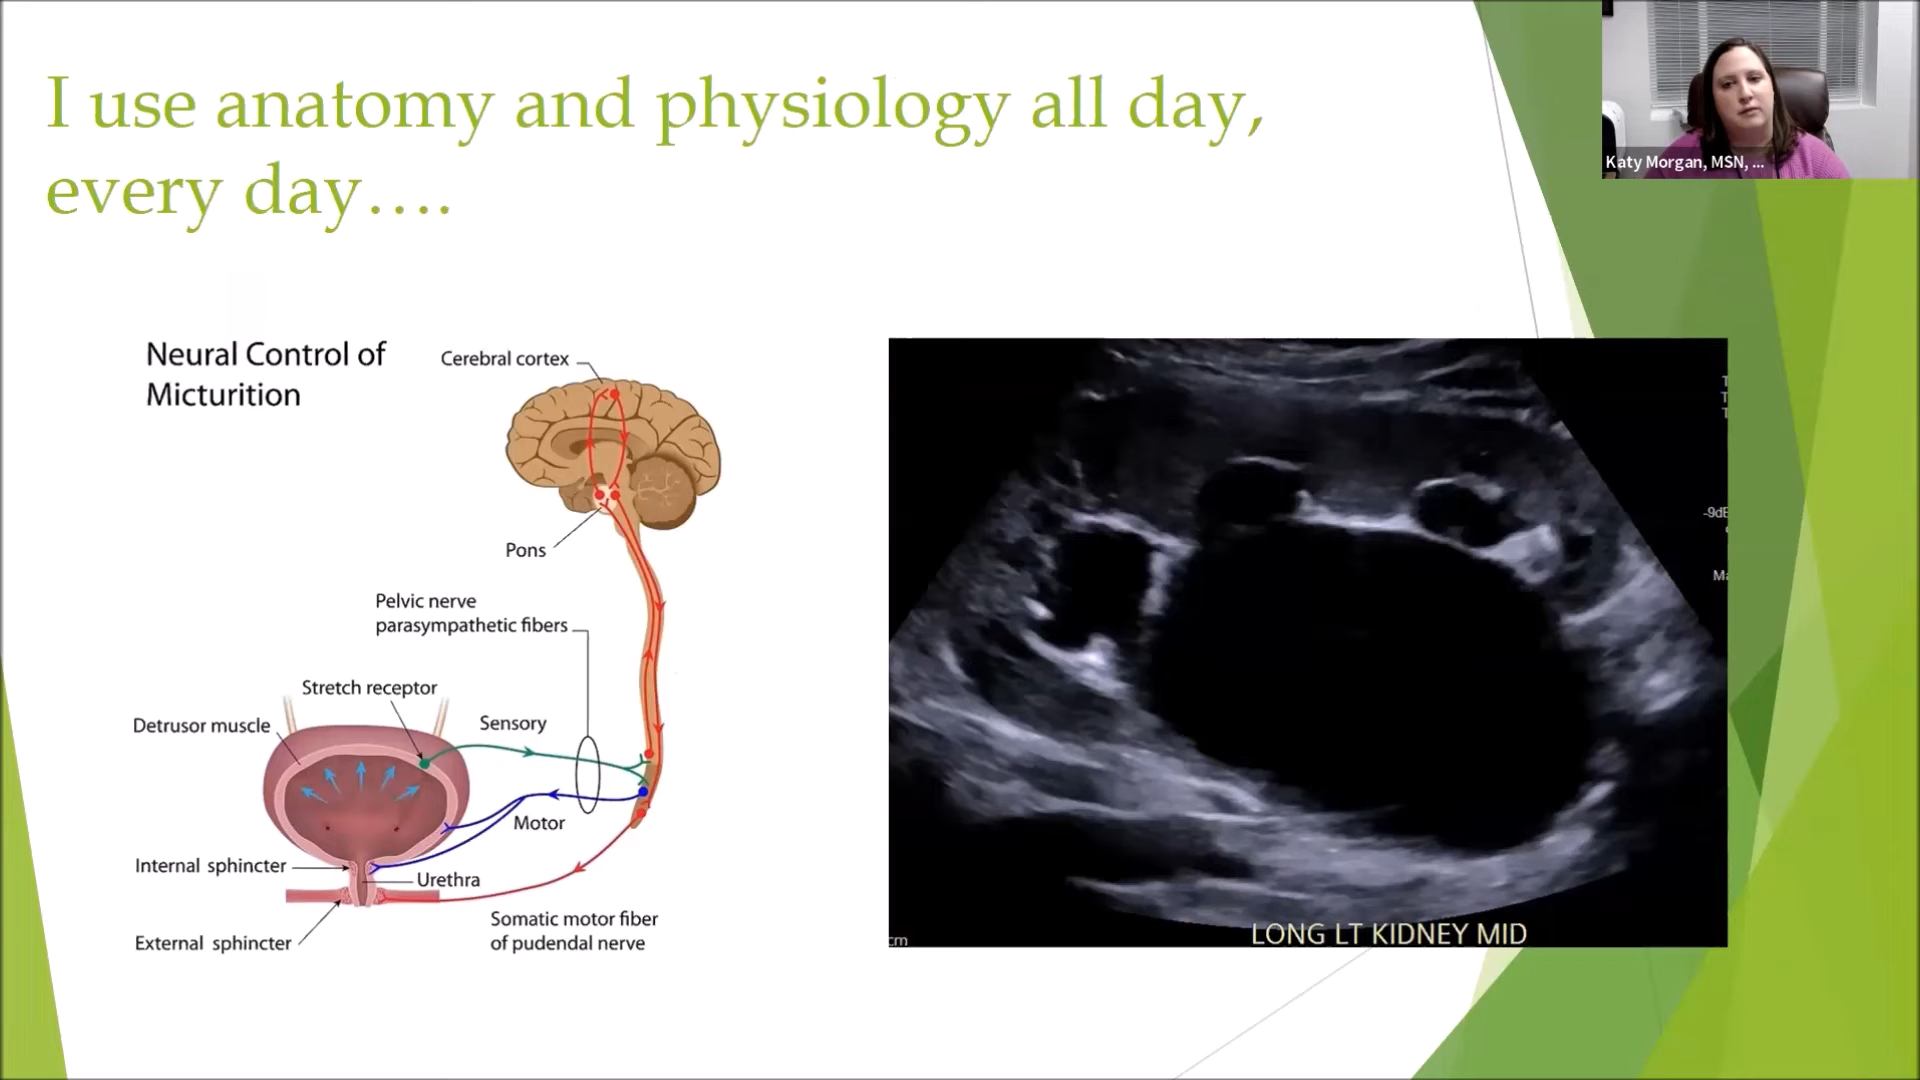 I use anatomy and physiology all day,
every day….
Katy Morgan, MSN, ...
Neural Control of
Micturition
Cerebral cortex
Pons
Pelvic nerve
parasympathetic fibers
Stretch receptor
Detrusor muscle
Sensory
Motor
Internal sphincter
Urethra
External sphincter
Somatic motor fiber
of pudendal nerve
LONG LT KIDNEY MID
cm